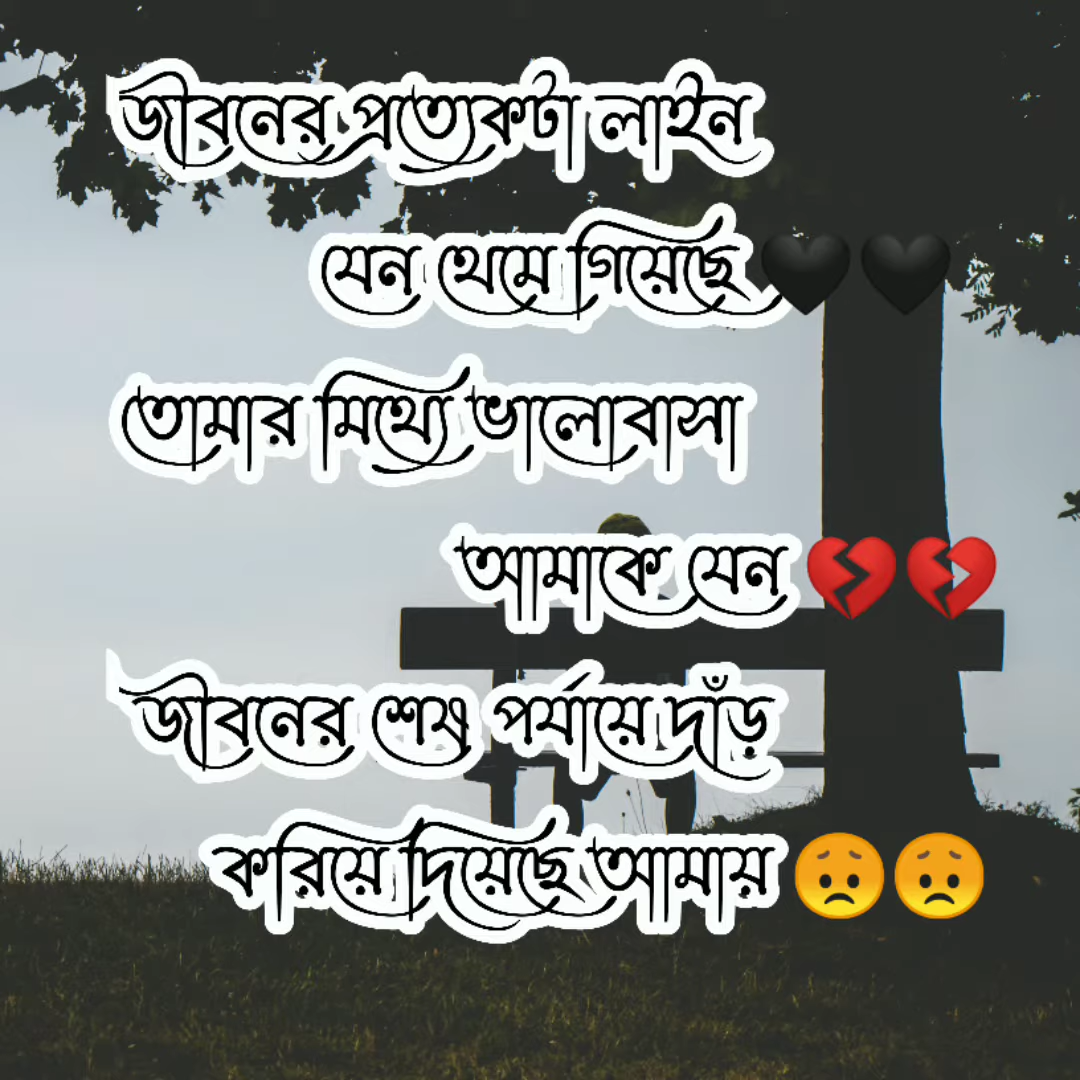 জীবনের প্রত্যেকটা লাইন
যেন থেমে গিয়েছে 🖤🖤
তোমার মিথ্যে ভালোবাসা
আমাকে যেন 💔💔
জীবনের শেষ পর্যায়ে দাঁড়
করিয়ে দিয়েছে আমায় 😟😟